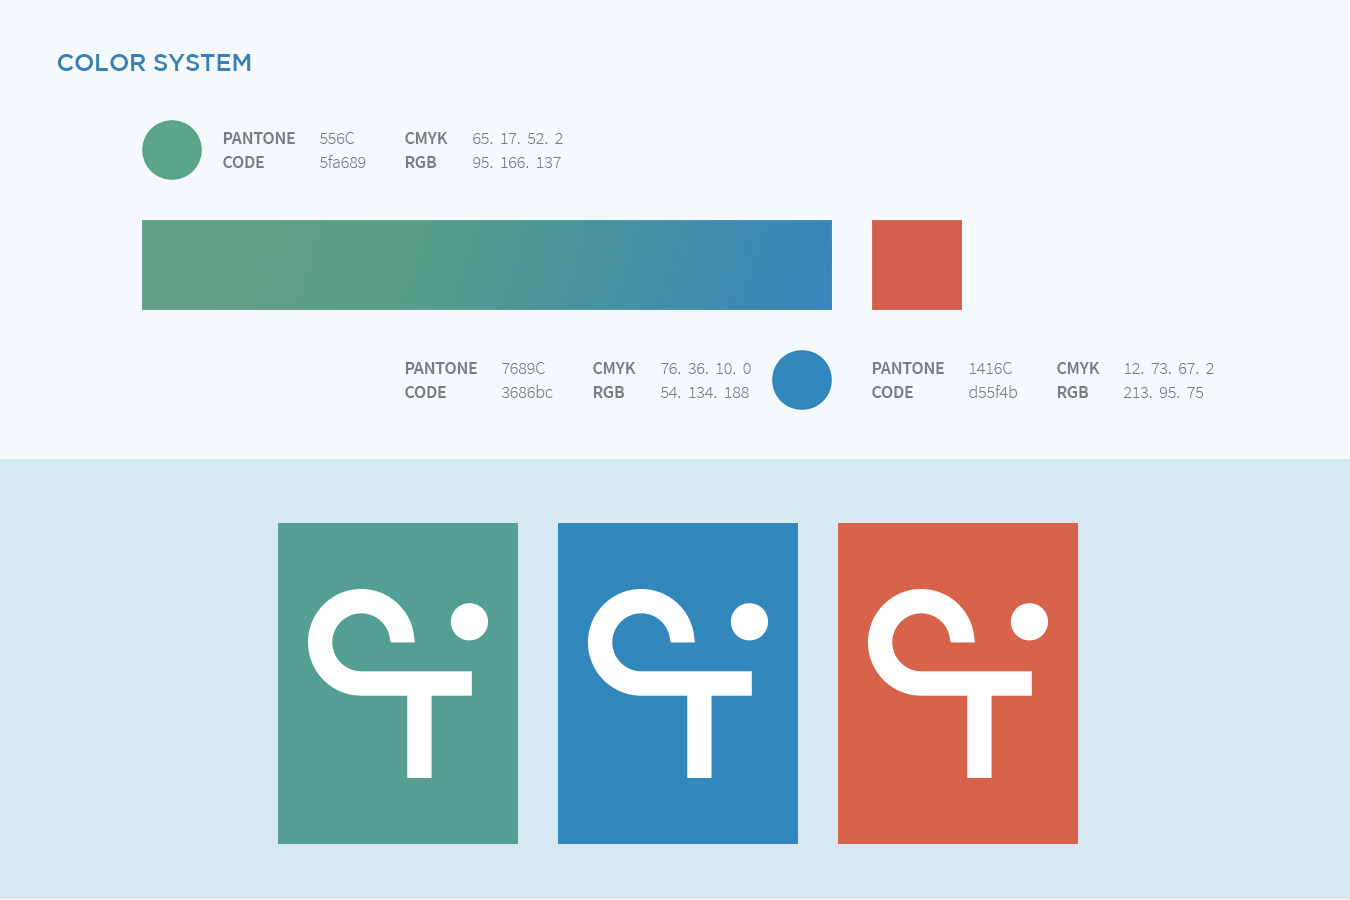 COLOR SYSTEM
PANTONE 556C CMYK 65. 17. 52. 2
CODE 5fa689 RGB 95. 166. 137
PANTONE 7689C CMYK 76. 36. 10. 0
CODE 3686bc RGB 54. 134. 188
PANTONE 1416C CMYK 12. 73. 67. 2
CODE d55f4b RGB 213. 95. 75